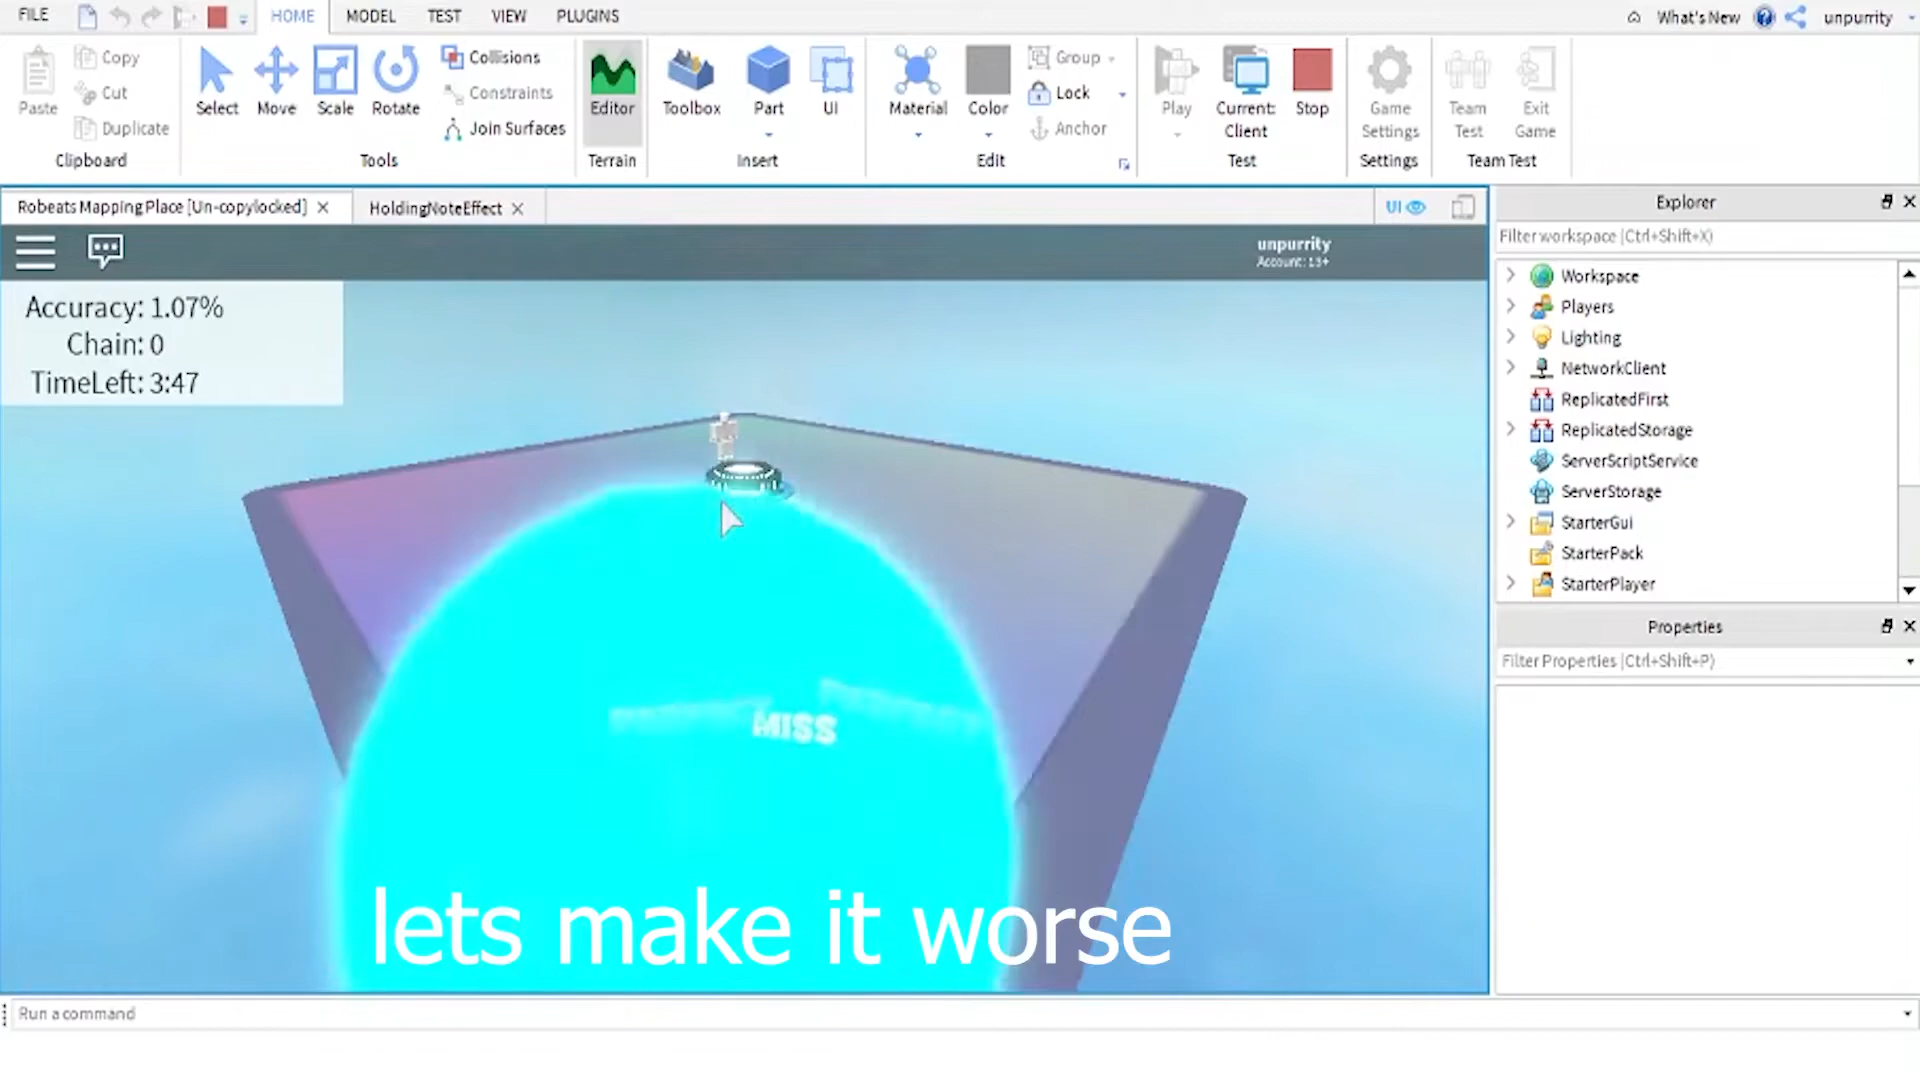 FILE HOME MODEL TEST VIEW PLUGINS What's New unpurrity
Paste Copy Cut Duplicate
Clipboard
Select Move Scale Rotate Collisions Constraints Join Surfaces
Tools
Editor
Terrain
Toolbox Part UI
Insert
Material Color Group Lock Anchor
Edit
Play Current: Client Stop
Test
Game Settings
Settings
Team Test Exit Game
Team Test
Robeats Mapping Place [Un-copylocked] HoldingNoteEffect UI
unpurrity
Account: 13+
Accuracy: 1.07%
Chain: 0
TimeLeft: 3:47
MISS
lets make it worse
Run a command
Explorer
Filter workspace (Ctrl+Shift+X)
Workspace
Players
Lighting
NetworkClient
ReplicatedFirst
ReplicatedStorage
ServerScriptService
ServerStorage
StarterGui
StarterPack
StarterPlayer
Properties
Filter Properties (Ctrl+Shift+P)